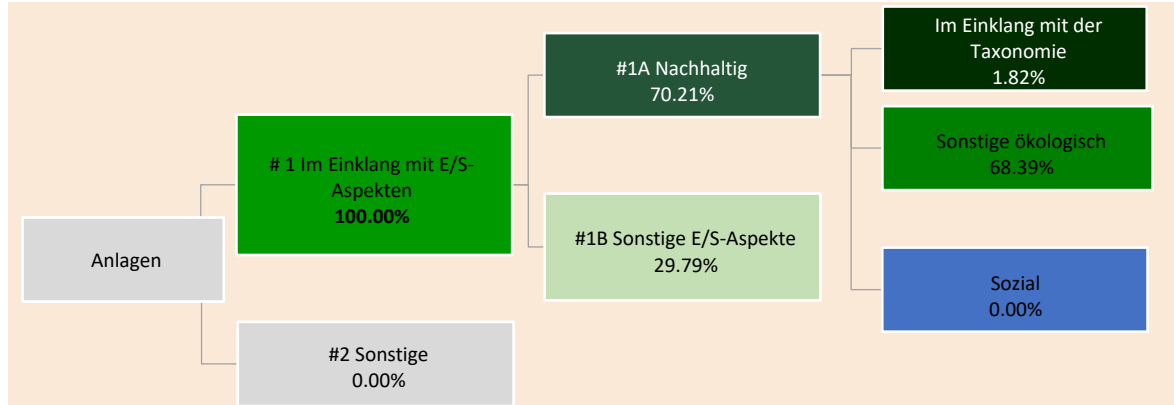 Anlagen
# 1 Im Einklang mit E/S-
Aspekten
100.00%
#2 Sonstige
0.00%
#1A Nachhaltig
70.21%
#1B Sonstige E/S-Aspekte
29.79%
Im Einklang mit der
Taxonomie
1.82%
Sonstige ökologisch
68.39%
Sozial
0.00%